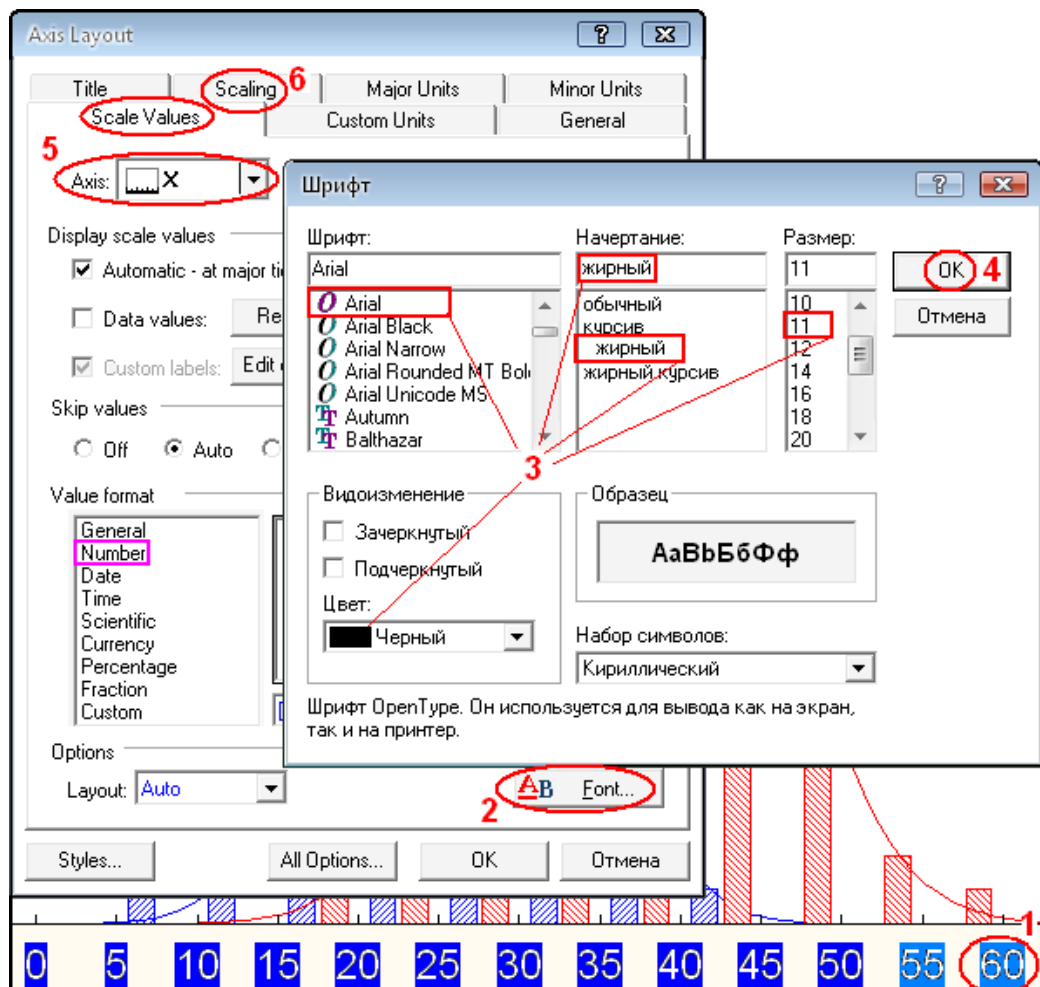 Axis Layout
Title Scaling 6 Major Units Minor Units
Scale Values Custom Units General
5
Axis: X
Display scale values
Automatic - at major ti
Data values: Re
Custom labels: Edit
Skip values
Off Auto
Value format
General
Number
Date
Time
Scientific
Currency
Percentage
Fraction
Custom
Options
Layout: Auto
2 AB Font...
Styles... All Options... OK Отмена
Шрифт
Шрифт: Начертание: Размер:
Arial жирный 11 OK 4
Arial обычный 10 Отмена
Arial Black курсив 11
Arial Narrow жирный 12
Arial Rounded MT Bol жирный курсив 14
Arial Unicode MS 16
Autumn 18
Balthazar 20
3
Видоизменение Образец
Зачеркнутый АаВbБбФф
Подчеркнутый
Цвет:
Черный
Набор символов:
Кириллический
Шрифт OpenType. Он используется для вывода как на экран,
так и на принтер.
1
0 5 10 15 20 25 30 35 40 45 50 55 60